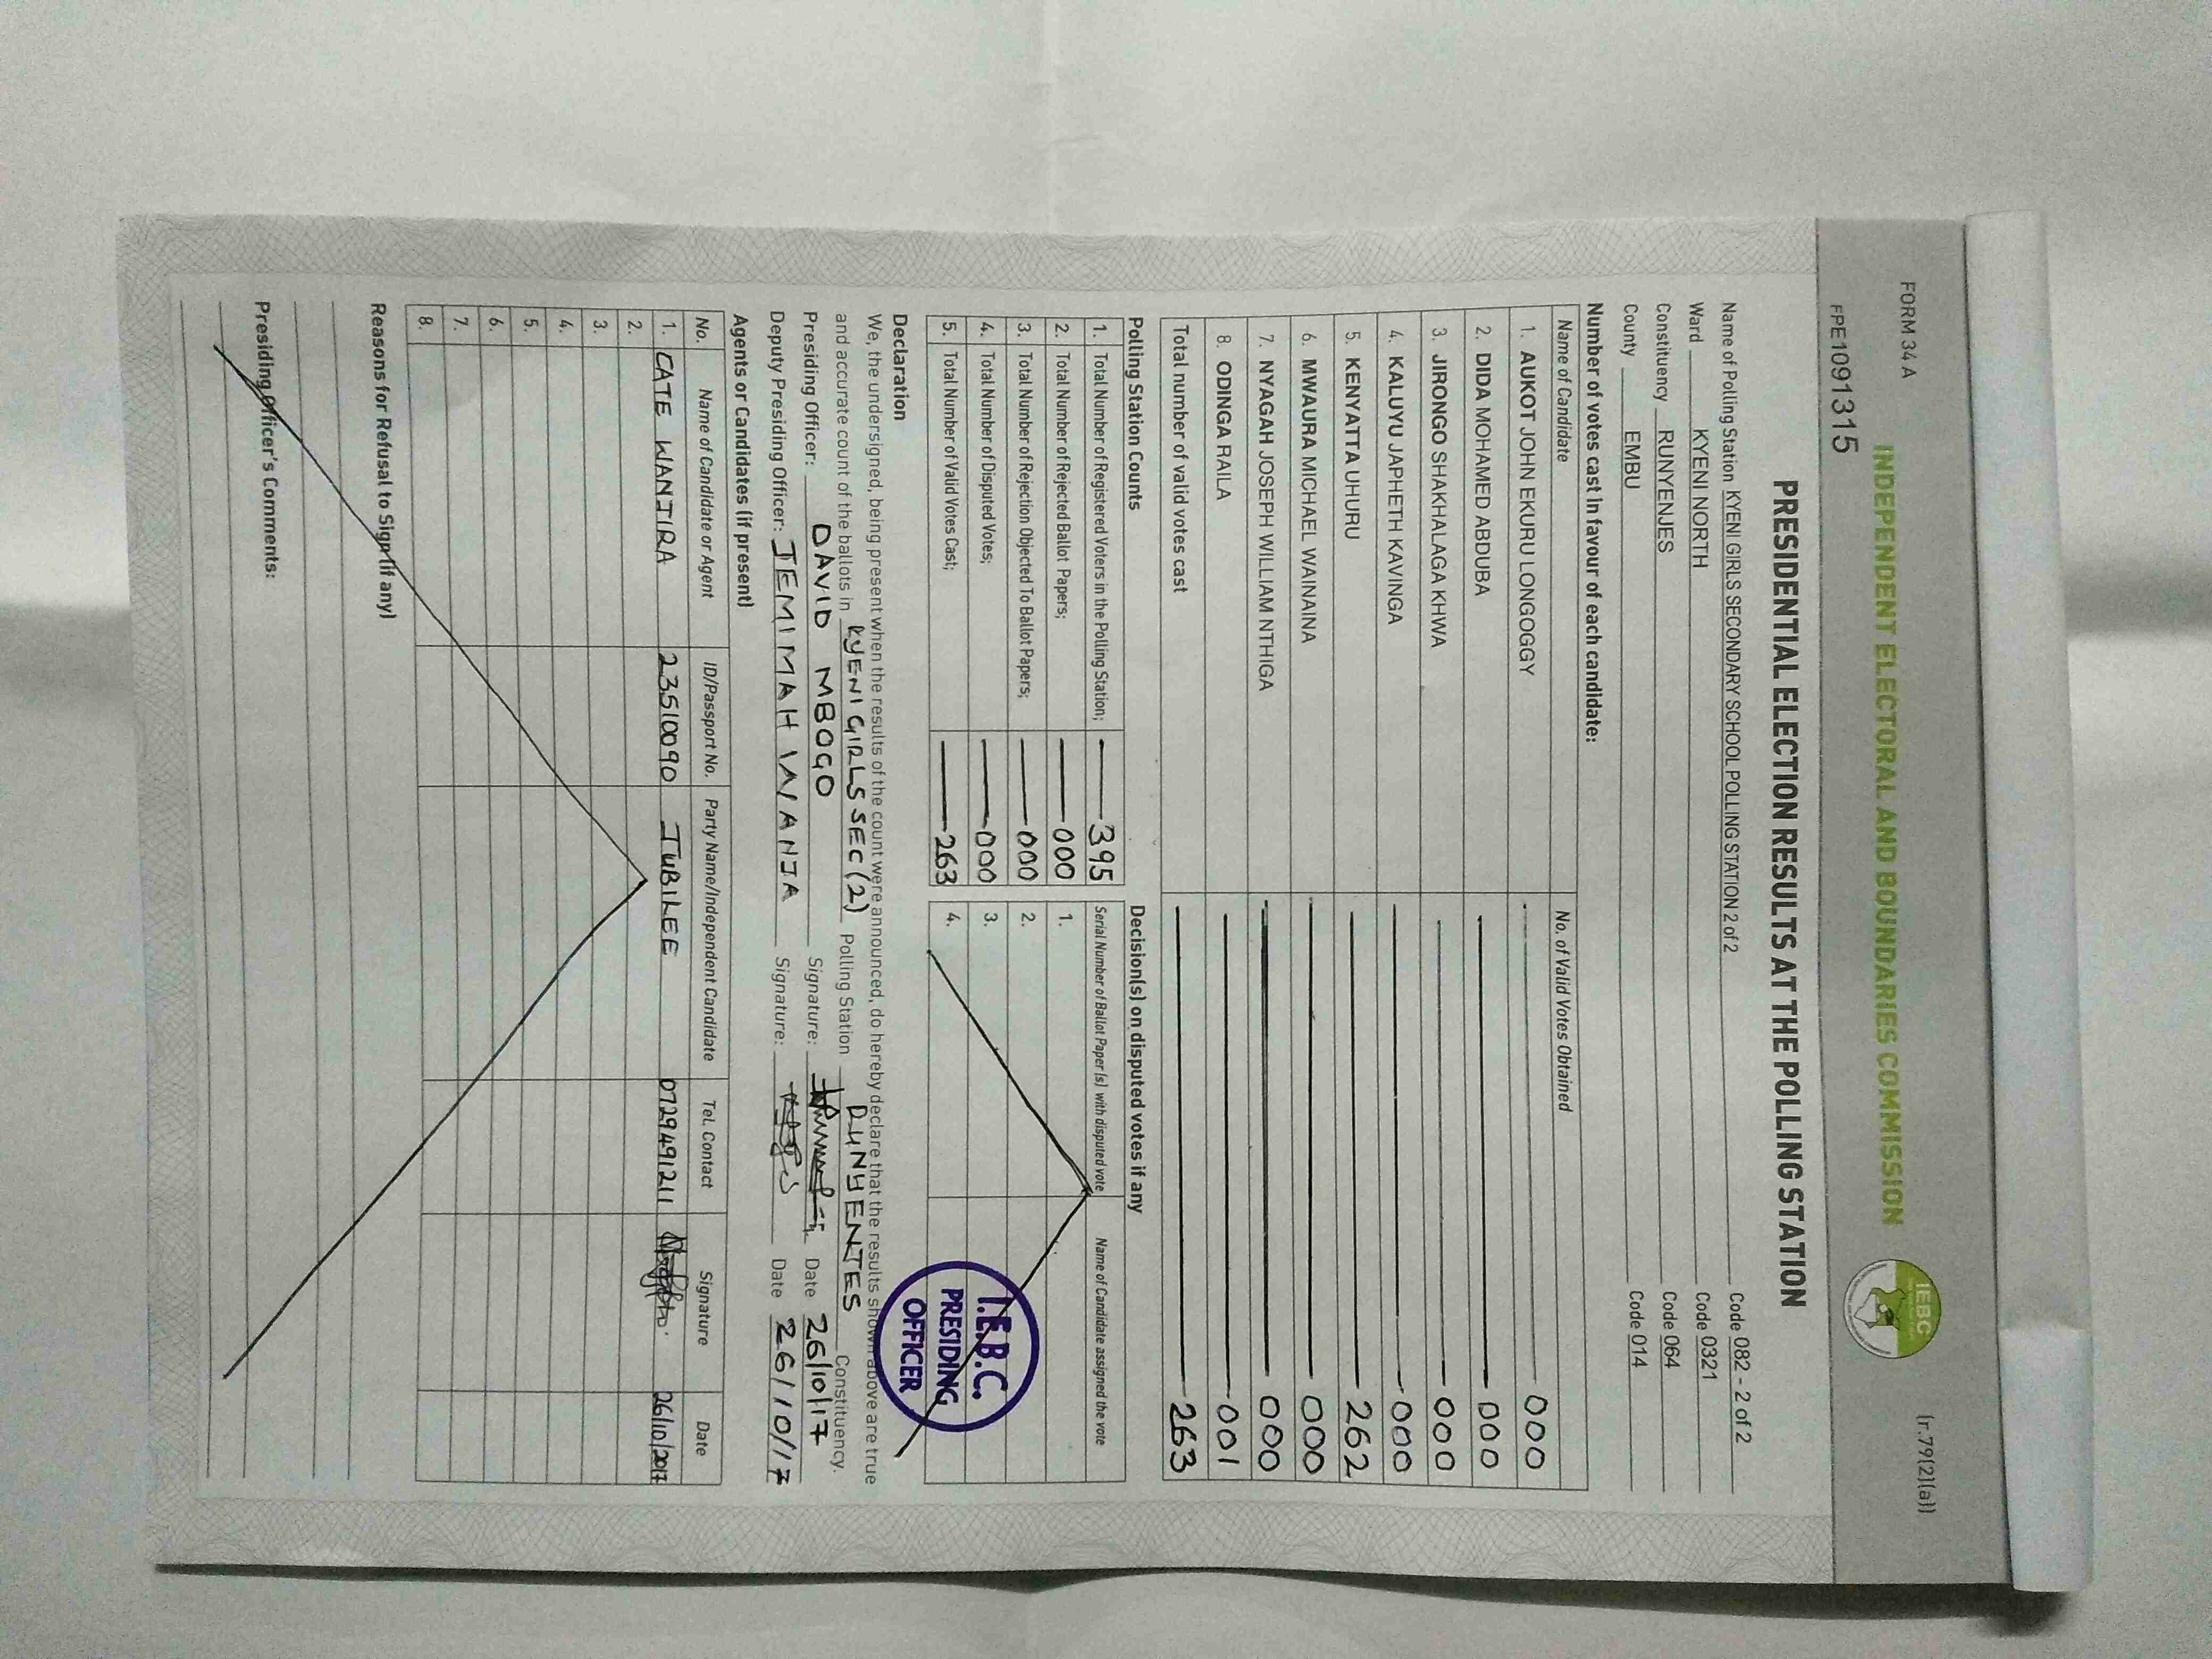 FORM 34 A
(r.79(2)(a))
INDEPENDENT ELECTORAL AND BOUNDARIES COMMISSION
IEBC
FPE1091315
PRESIDENTIAL ELECTION RESULTS AT THE POLLING STATION
Name of Polling Station KYENI GIRLS SECONDARY SCHOOL POLLING STATION 2 of 2 Code 082 - 2 of 2
Ward KYENI NORTH Code 0321
Constituency RUNYENJES Code 064
County EMBU Code 014
Number of votes cast in favour of each candidate:
Name of Candidate No. of Valid Votes Obtained
1. AUKOT JOHN EKURU LONGOGGY 000
2. DIDA MOHAMED ABDUBA 000
3. JIRONGO SHAKHALAGA KHWA 000
4. KALUYU JAPHETH KAVINGA 000
5. KENYATTA UHURU 262
6. MWAURA MICHAEL WAINAINA 000
7. NYAGAH JOSEPH WILLIAM NTHIGA 000
8. ODINGA RAILA 001
Total number of valid votes cast 263
Polling Station Counts
1. Total Number of Registered Voters in the Polling Station; 395
2. Total Number of Rejected Ballot Papers; 000
3. Total Number of Rejection Objected To Ballot Papers; 000
4. Total Number of Disputed Votes; 000
5. Total Number of Valid Votes Cast; 263
Decision(s) on disputed votes if any
Serial Number of Ballot Paper (s) with disputed vote Name of Candidate assigned the vote
1.
2.
3.
4.
I.E.B.C.
PRESIDING
OFFICER
Declaration
We, the undersigned, being present when the results of the count were announced, do hereby declare that the results shown above are true
and accurate count of the ballots in KYENI GIRLS SEC (2) Polling Station RUNYENJES Constituency.
Presiding Officer: DAVID MBOGO Signature: Date 26/10/17
Deputy Presiding Officer: JEMIMAH WANJA Signature: Date 26/10/17
Agents or Candidates (if present)
No. Name of Candidate or Agent ID/Passport No. Party Name/Independent Candidate Tel. Contact Signature Date
1. CATE WANJIRA 23510090 JUBILEE 0729491211 26/10/2017
2.
3.
4.
5.
6.
7.
8.
Reasons for Refusal to Sign (if any)
Presiding Officer's Comments: